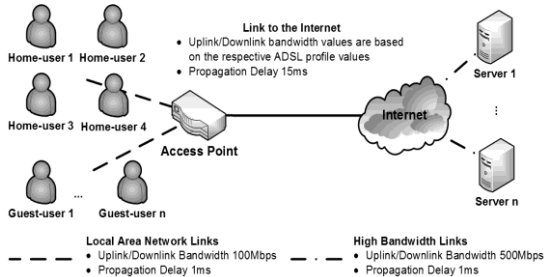 Link to the Internet
• Uplink/Downlink bandwidth values are based
on the respective ADSL profile values
• Propagation Delay 15ms
Home-user 1 Home-user 2
Home-user 3 Home-user 4
Guest-user 1 ... Guest-user n
Access Point
Internet
Server 1
...
Server n
Local Area Network Links
• Uplink/Downlink Bandwidth 100Mbps
• Propagation Delay 1ms
High Bandwidth Links
• Uplink/Downlink Bandwidth 500Mbps
• Propagation Delay 1ms